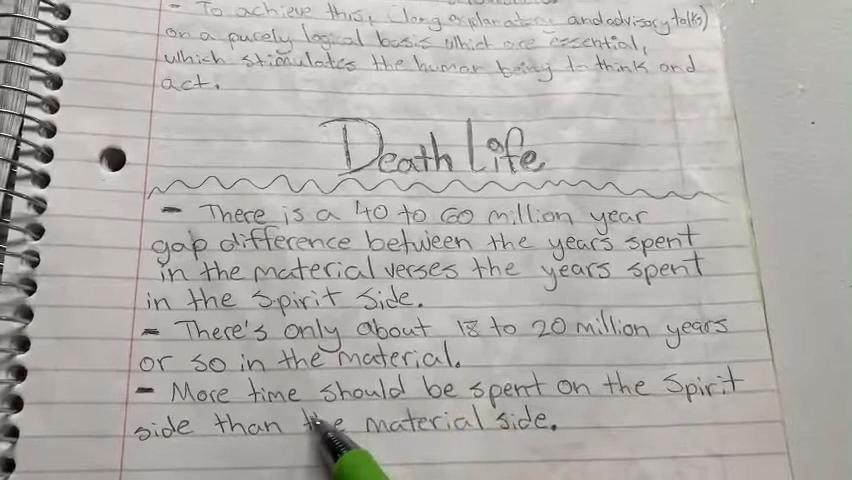 - To achieve this, (long explanatory and advisory talks)
on a purely logical basis which are essential,
which stimulates the human being to think and
act.
Death Life
- There is a 40 to 60 million year
gap difference between the years spent
in the material verses the years spent
in the Spirit Side.
- There's only about 18 to 20 million years
or so in the material.
- More time should be spent on the Spirit
side than the material side.